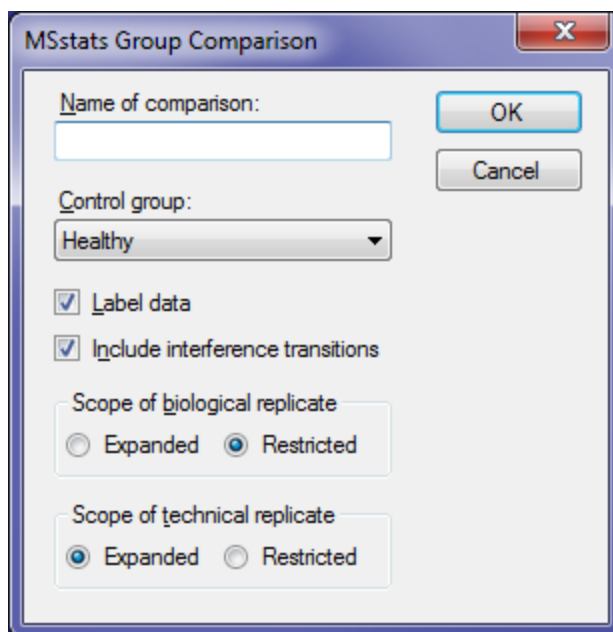 MSstats Group Comparison
Name of comparison:
OK
Cancel
Control group:
Healthy
Label data
Include interference transitions
Scope of biological replicate
Expanded Restricted
Scope of technical replicate
Expanded Restricted